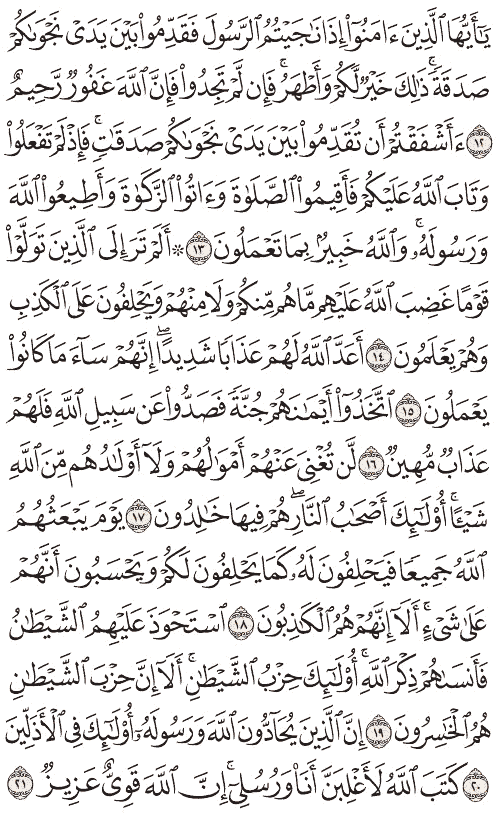 يَٰٓأَيُّهَا ٱلَّذِينَ ءَامَنُوٓا۟ إِذَا نَٰجَيْتُمُ ٱلرَّسُولَ فَقَدِّمُوا۟ بَيْنَ يَدَىْ نَجْوَىٰكُمْ
صَدَقَةً ۚ ذَٰلِكَ خَيْرٌ لَّكُمْ وَأَطْهَرُ ۚ فَإِن لَّمْ تَجِدُوا۟ فَإِنَّ ٱللَّهَ غَفُورٌ رَّحِيمٌ
١٢ ءَأَشْفَقْتُمْ أَن تُقَدِّمُوا۟ بَيْنَ يَدَىْ نَجْوَىٰكُمْ صَدَقَٰتٍ ۚ فَإِذْ لَمْ تَفْعَلُوا۟
وَتَابَ ٱللَّهُ عَلَيْكُمْ فَأَقِيمُوا۟ ٱلصَّلَوٰةَ وَءَاتُوا۟ ٱلزَّكَوٰةَ وَأَطِيعُوا۟ ٱللَّهَ
وَرَسُولَهُۥ ۚ وَٱللَّهُ خَبِيرٌۢ بِمَا تَعْمَلُونَ ١٣ ۞ أَلَمْ تَرَ إِلَى ٱلَّذِينَ تَوَلَّوْا۟
قَوْمًا غَضِبَ ٱللَّهُ عَلَيْهِم مَّا هُم مِّنكُمْ وَلَا مِنْهُمْ وَيَحْلِفُونَ عَلَى ٱلْكَذِبِ
وَهُمْ يَعْلَمُونَ ١٤ أَعَدَّ ٱللَّهُ لَهُمْ عَذَابًا شَدِيدًا ۖ إِنَّهُمْ سَآءَ مَا كَانُوا۟
يَعْمَلُونَ ١٥ ٱتَّخَذُوٓا۟ أَيْمَٰنَهُمْ جُنَّةً فَصَدُّوا۟ عَن سَبِيلِ ٱللَّهِ فَلَهُمْ
عَذَابٌ مُّهِينٌ ١٦ لَّن تُغْنِىَ عَنْهُمْ أَمْوَٰلُهُمْ وَلَآ أَوْلَٰدُهُم مِّنَ ٱللَّهِ
شَيْـًٔا ۚ أُو۟لَٰٓئِكَ أَصْحَٰبُ ٱلنَّارِ ۖ هُمْ فِيهَا خَٰلِدُونَ ١٧ يَوْمَ يَبْعَثُهُمُ
ٱللَّهُ جَمِيعًا فَيَحْلِفُونَ لَهُۥ كَمَا يَحْلِفُونَ لَكُمْ ۖ وَيَحْسَبُونَ أَنَّهُمْ
عَلَىٰ شَىْءٍ ۚ أَلَآ إِنَّهُمْ هُمُ ٱلْكَٰذِبُونَ ١٨ ٱسْتَحْوَذَ عَلَيْهِمُ ٱلشَّيْطَٰنُ
فَأَنسَىٰهُمْ ذِكْرَ ٱللَّهِ ۚ أُو۟لَٰٓئِكَ حِزْبُ ٱلشَّيْطَٰنِ ۚ أَلَآ إِنَّ حِزْبَ ٱلشَّيْطَٰنِ
هُمُ ٱلْخَٰسِرُونَ ١٩ إِنَّ ٱلَّذِينَ يُحَآدُّونَ ٱللَّهَ وَرَسُولَهُۥٓ أُو۟لَٰٓئِكَ فِى ٱلْأَذَلِّينَ
٢٠ كَتَبَ ٱللَّهُ لَأَغْلِبَنَّ أَنَا۠ وَرُسُلِىٓ ۚ إِنَّ ٱللَّهَ قَوِىٌّ عَزِيزٌ ٢١